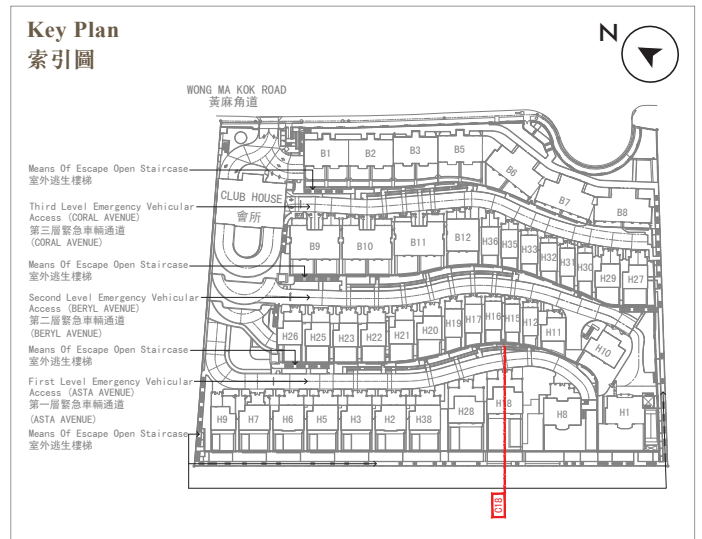 Key Plan
索引圖
N
WONG MA KOK ROAD
黃麻角道
B1
B2
B3
B5
B6
B7
B8
Means Of Escape Open Staircase
室外逃生樓梯
CLUB HOUSE
會所
Third Level Emergency Vehicular
Access (CORAL AVENUE)
第三層緊急車輛通道
(CORAL AVENUE)
B9
B10
B11
B12
H36
H35
H33
H32
H31
H30
H29
H27
Means Of Escape Open Staircase
室外逃生樓梯
Second Level Emergency Vehicular
Access (BERYL AVENUE)
第二層緊急車輛通道
(BERYL AVENUE)
H26
H25
H23
H22
H21
H20
H19
H17
H16
H15
H12
H11
H10
Means Of Escape Open Staircase
室外逃生樓梯
First Level Emergency Vehicular
Access (ASTA AVENUE)
第一層緊急車輛通道
(ASTA AVENUE)
H9
H7
H6
H5
H3
H2
H38
H28
H18
H8
H1
Means Of Escape Open Staircase
室外逃生樓梯
C18